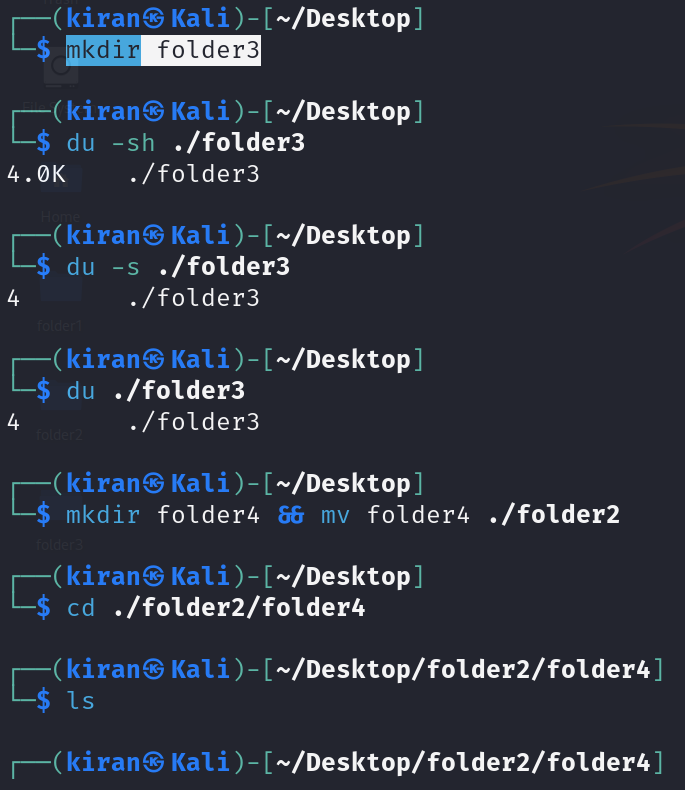 ┌──(kiran㉿Kali)-[~/Desktop]
└─$ mkdir folder3
┌──(kiran㉿Kali)-[~/Desktop]
└─$ du -sh ./folder3
4.0K    ./folder3
Home
┌──(kiran㉿Kali)-[~/Desktop]
└─$ du -s ./folder3
4       ./folder3
folder1
┌──(kiran㉿Kali)-[~/Desktop]
└─$ du ./folder3
4       ./folder3
folder2
┌──(kiran㉿Kali)-[~/Desktop]
└─$ mkdir folder4 && mv folder4 ./folder2
folder3
┌──(kiran㉿Kali)-[~/Desktop]
└─$ cd ./folder2/folder4
┌──(kiran㉿Kali)-[~/Desktop/folder2/folder4]
└─$ ls
┌──(kiran㉿Kali)-[~/Desktop/folder2/folder4]